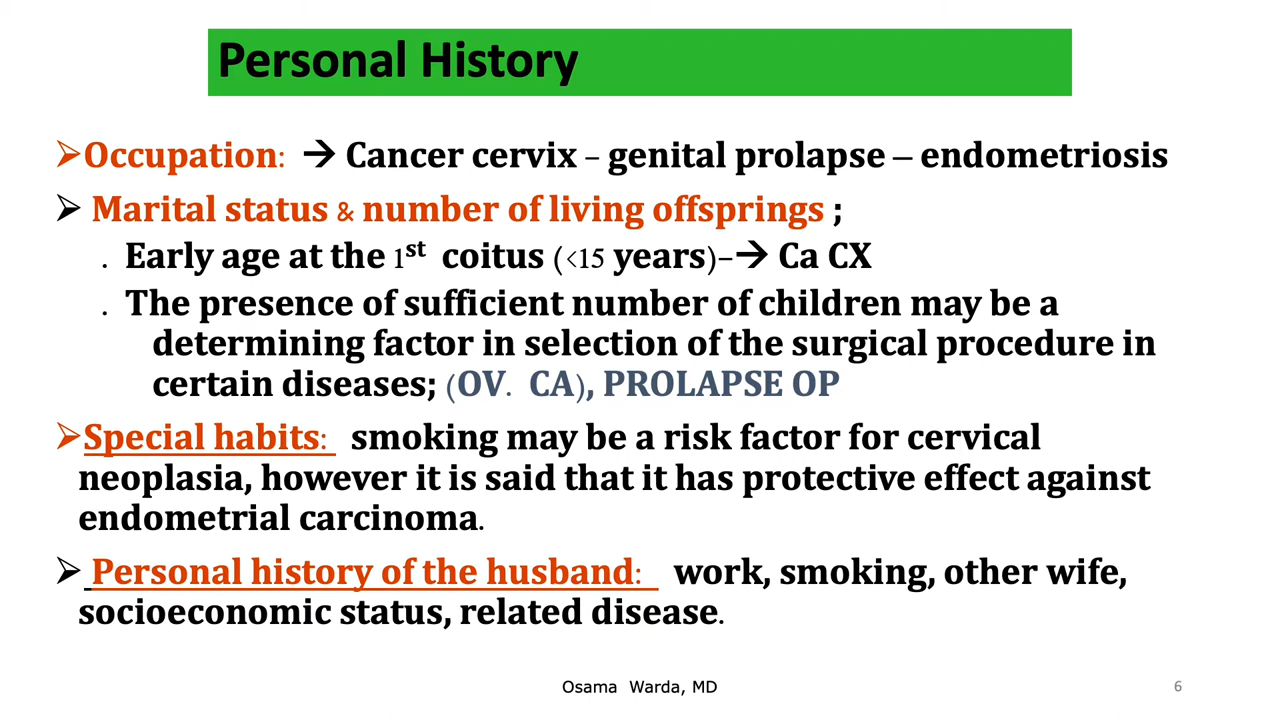 Personal History
➢Occupation: → Cancer cervix – genital prolapse – endometriosis
➢ Marital status & number of living offsprings ;
. Early age at the 1st coitus (<15 years)–→ Ca CX
. The presence of sufficient number of children may be a
determining factor in selection of the surgical procedure in
certain diseases; (OV. CA), PROLAPSE OP
➢Special habits: smoking may be a risk factor for cervical
neoplasia, however it is said that it has protective effect against
endometrial carcinoma.
➢ Personal history of the husband: work, smoking, other wife,
socioeconomic status, related disease.
Osama Warda, MD
6